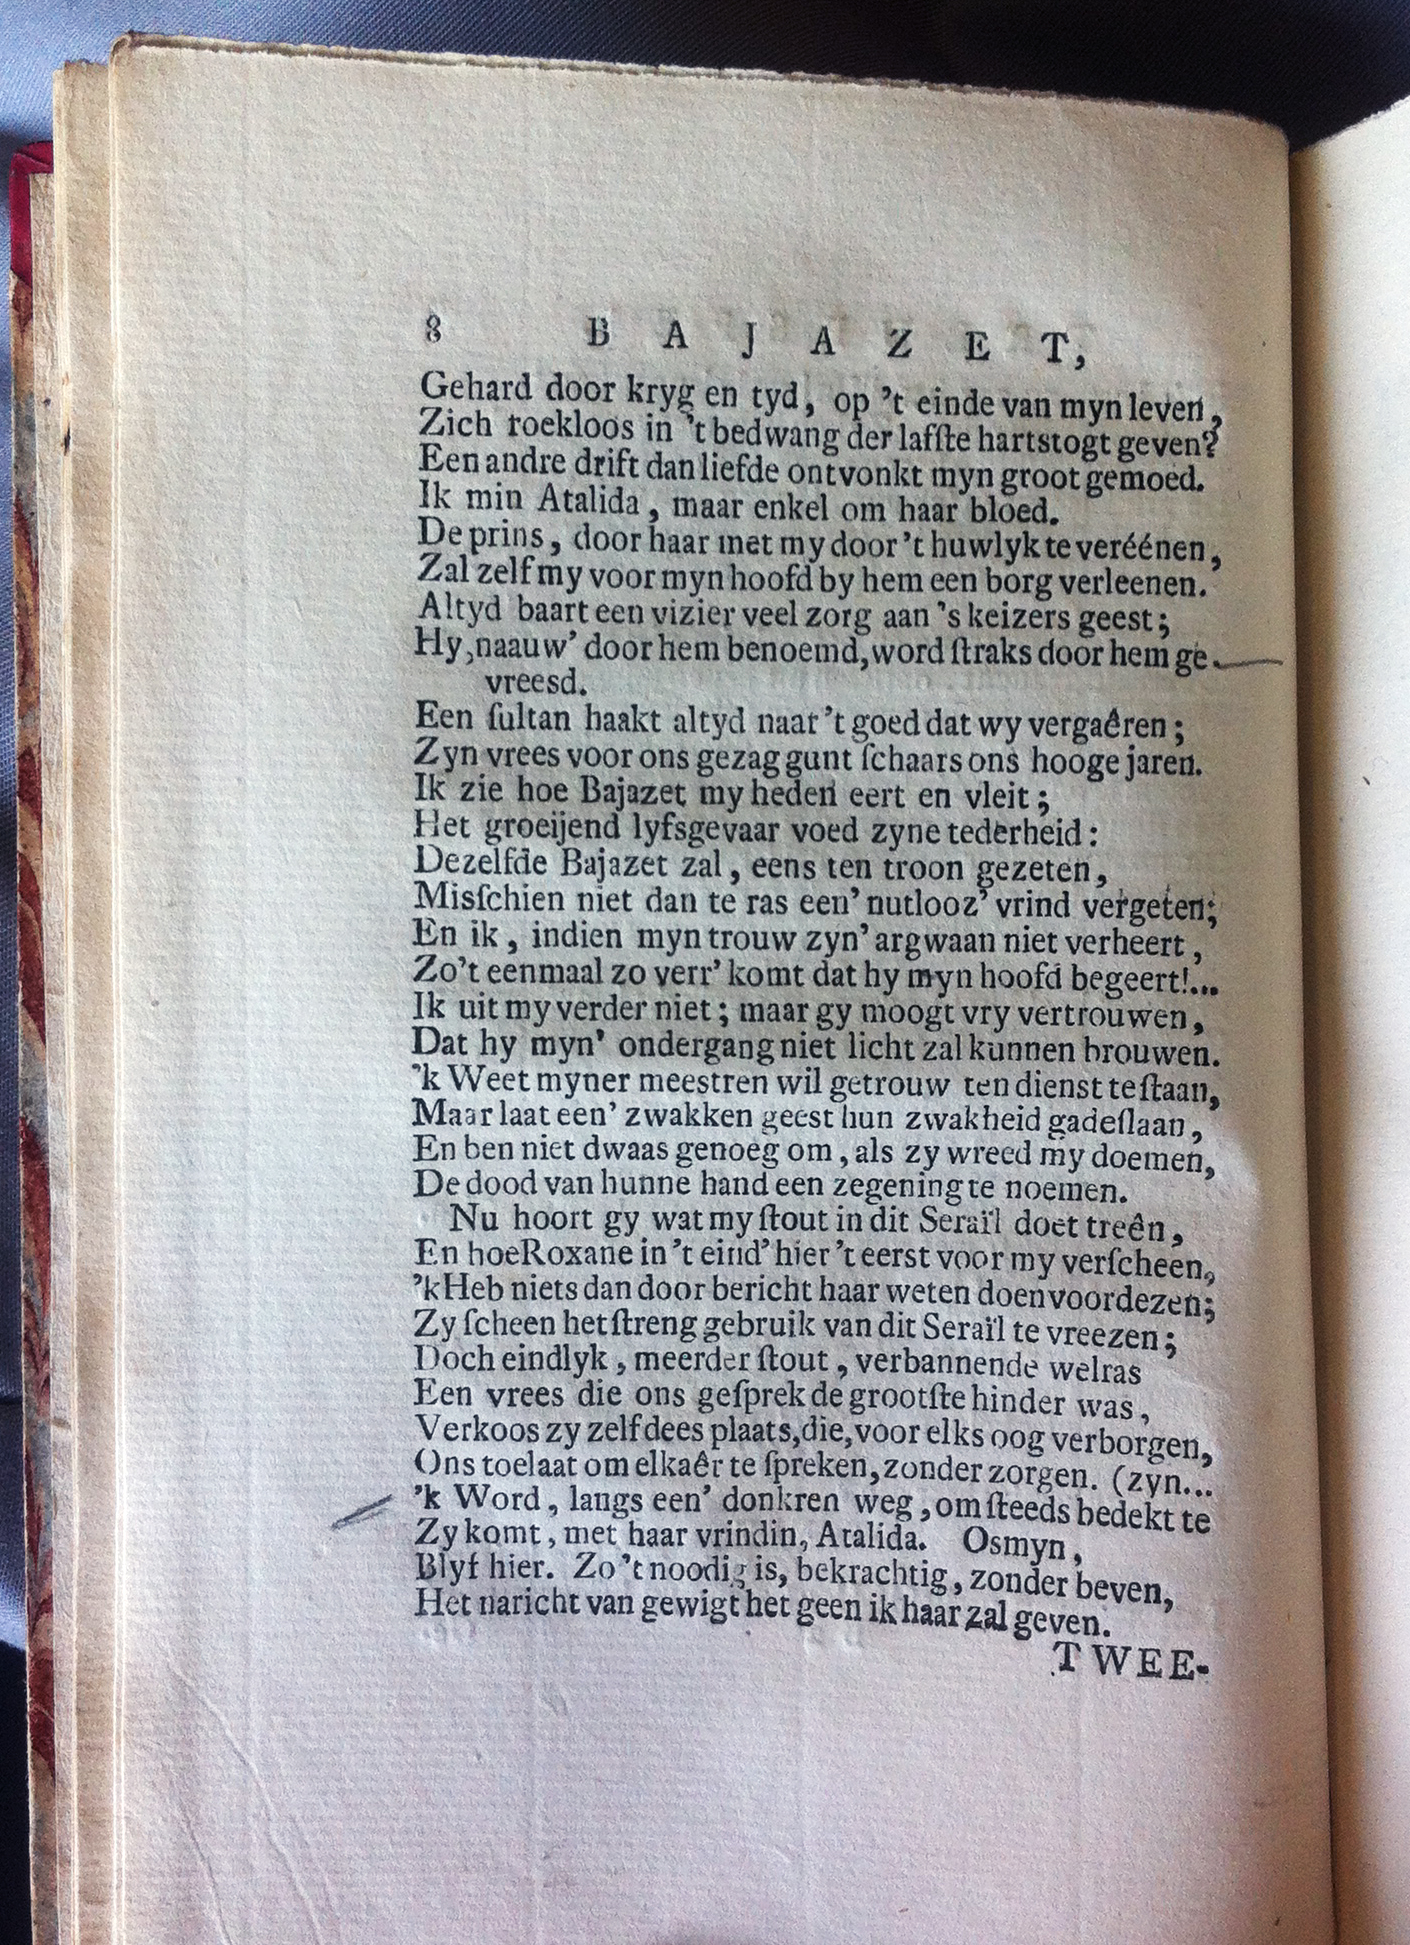 8 BAJAZET,
Gehard door kryg en tyd, op 't einde van myn leven,
Zich roekloos in 't bedwang der lafſte hartstogt geven?
Een andre drift dan liefde ontvonkt myn groot gemoed.
Ik min Atalida, maar enkel om haar bloed.
De prins, door haar met my door 't huwlyk te veréénen,
Zal zelf my voor myn hoofd by hem een borg verleenen.
Altyd baart een vizier veel zorg aan 's keizers geest;
Hy, naauw' door hem benoemd, word ſtraks door hem ge-
vreesd.
Een ſultan haakt altyd naar 't goed dat wy vergaêren;
Zyn vrees voor ons gezag gunt ſchaars ons hooge jaren.
Ik zie hoe Bajazet my heden eert en vleit;
Het groeijend lyfsgevaar voed zyne tederheid:
Dezelfde Bajazet zal, eens ten troon gezeten,
Misſchien niet dan te ras een' nutlooz' vrind vergeten;
En ik, indien myn trouw zyn' argwaan niet verheert,
Zo 't eenmaal zo verr' komt dat hy myn hoofd begeert!...
Ik uit my verder niet; maar gy moogt vry vertrouwen,
Dat hy myn' ondergang niet licht zal kunnen brouwen.
'k Weet myner meestren wil getrouw ten dienst te ſtaan,
Maar laat een' zwakken geest hun zwakheid gadeſlaan,
En ben niet dwaas genoeg om, als zy wreed my doemen,
De dood van hunne hand een zegening te noemen.
Nu hoort gy wat my ſtout in dit Seraïl doet treên,
En hoe Roxane in 't eind' hier 't eerst voor my verſcheen,
'k Heb niets dan door bericht haar weten doen voordezen;
Zy ſcheen het ſtreng gebruik van dit Seraïl te vreezen;
Doch eindlyk, meerder ſtout, verbannende welras
Een vrees die ons geſprek de grootſte hinder was,
Verkoos zy zelf dees plaats, die, voor elks oog verborgen,
Ons toelaat om elkaêr te ſpreken, zonder zorgen. (zyn...
'k Word, langs een' donkren weg, om ſteeds bedekt te
Zy komt, met haar vrindin, Atalida. Osmyn,
Blyf hier. Zo 't noodig is, bekrachtig, zonder beven,
Het naricht van gewigt het geen ik haar zal geven.
TWEE-